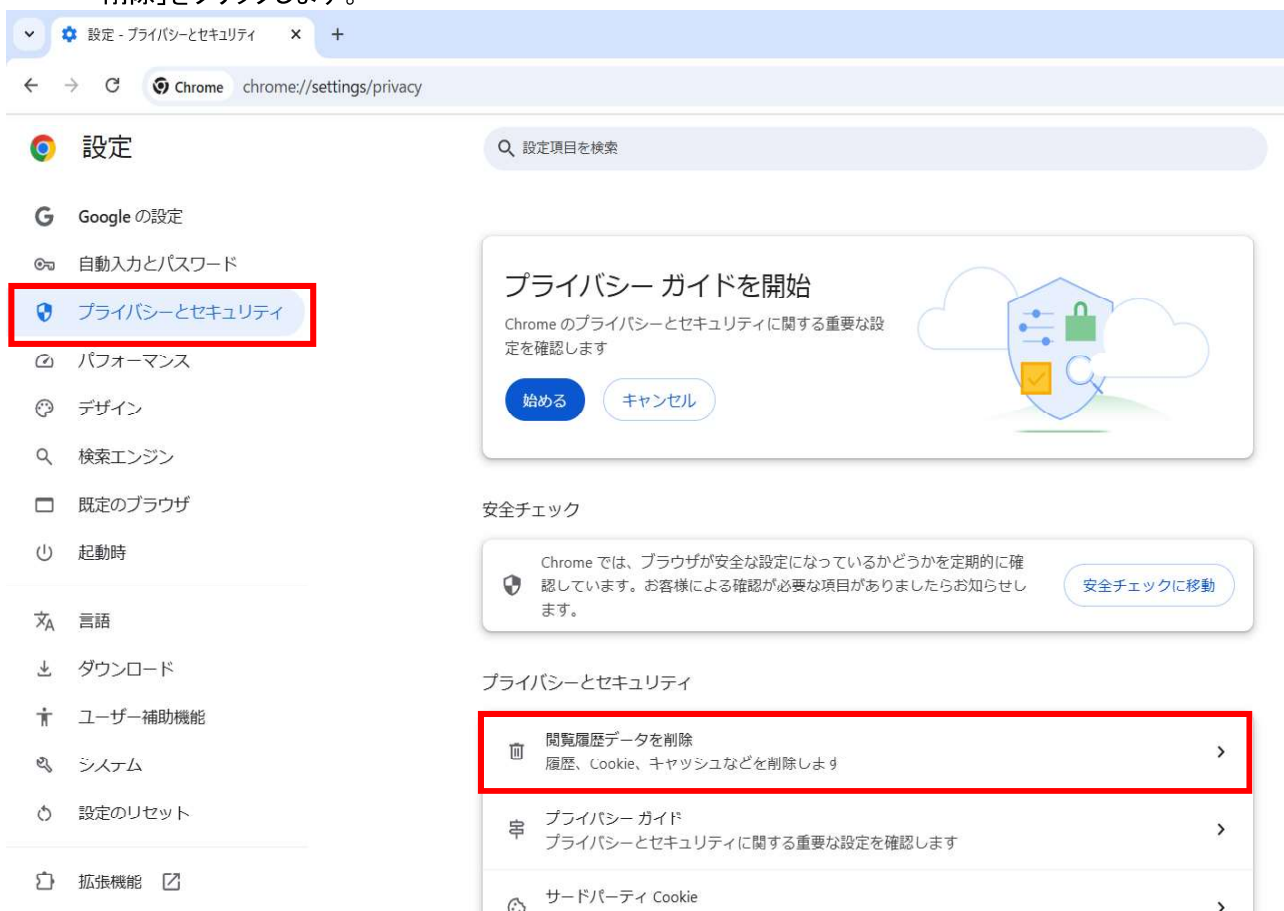 削除」をクリックします。
設定 - プライバシーとセキュリティ
Chrome chrome://settings/privacy
設定
設定項目を検索
Google の設定
自動入力とパスワード
プライバシーとセキュリティ
パフォーマンス
デザイン
検索エンジン
既定のブラウザ
起動時
言語
ダウンロード
ユーザー補助機能
システム
設定のリセット
拡張機能
プライバシー ガイドを開始
Chrome のプライバシーとセキュリティに関する重要な設
定を確認します
始める キャンセル
安全チェック
Chrome では、ブラウザが安全な設定になっているかどうかを定期的に確
認しています。お客様による確認が必要な項目がありましたらお知らせし
ます。
安全チェックに移動
プライバシーとセキュリティ
閲覧履歴データを削除
履歴、Cookie、キャッシュなどを削除します
プライバシー ガイド
プライバシーとセキュリティに関する重要な設定を確認します
サードパーティ Cookie